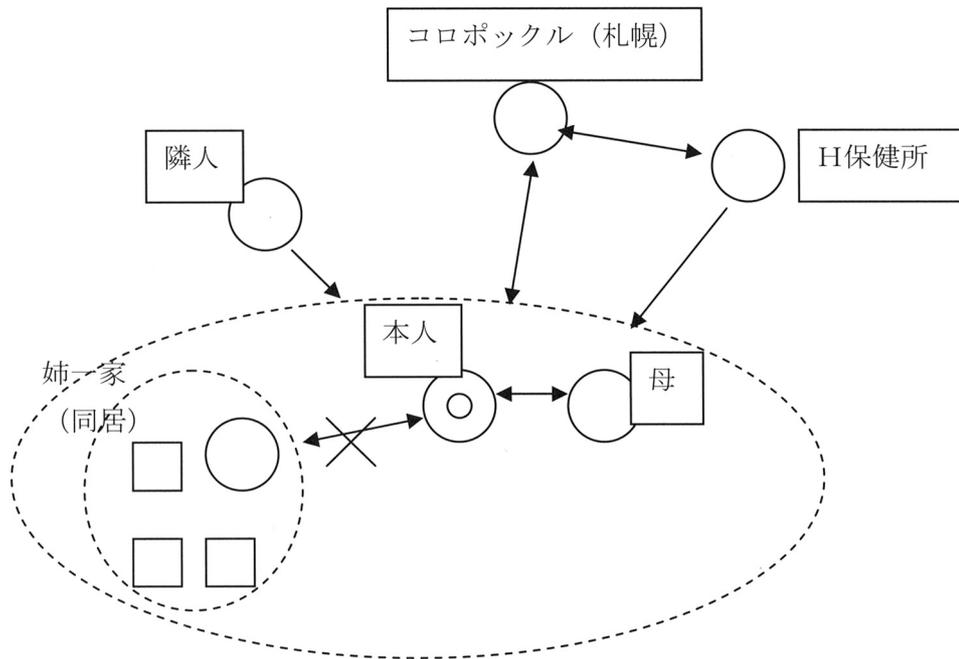 コロポックル（札幌）
隣人
Ｈ保健所
本人
姉一家
（同居）
母